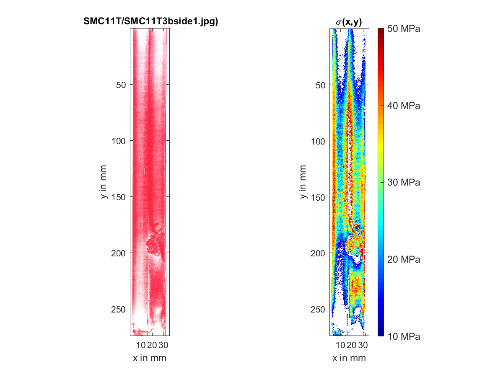 SMC11T/SMC11T3bside1.jpg)
50
100
150
200
250
y in mm
10 20 30
x in mm
σ(x,y)
50
100
150
200
250
y in mm
10 20 30
x in mm
50 MPa
40 MPa
30 MPa
20 MPa
10 MPa